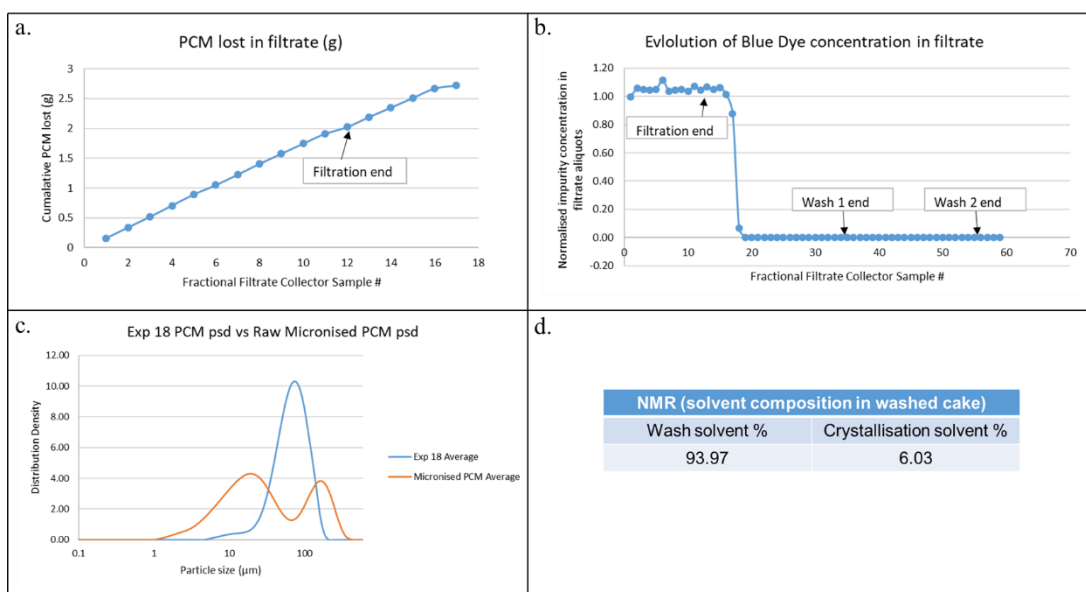 a.
PCM lost in filtrate (g)
Cumalative PCM lost (g)
3
2.5
2
1.5
1
0.5
0
Filtration end
0 2 4 6 8 10 12 14 16 18
Fractional Filtrate Collector Sample #
b.
Evlolution of Blue Dye concentration in filtrate
Normalised impurity concentration in
filtrate aliquots
1.20
1.00
0.80
0.60
0.40
0.20
0.00
-0.20
Filtration end
Wash 1 end
Wash 2 end
0 10 20 30 40 50 60 70
Fractional Filtrate Collector Sample #
c.
Exp 18 PCM psd vs Raw Micronised PCM psd
Distribution Density
12.00
10.00
8.00
6.00
4.00
2.00
0.00
0.1 1 10 100
Particle size (μm)
Exp 18 Average
Micronised PCM Average
d.
NMR (solvent composition in washed cake)
Wash solvent % Crystallisation solvent %
93.97 6.03